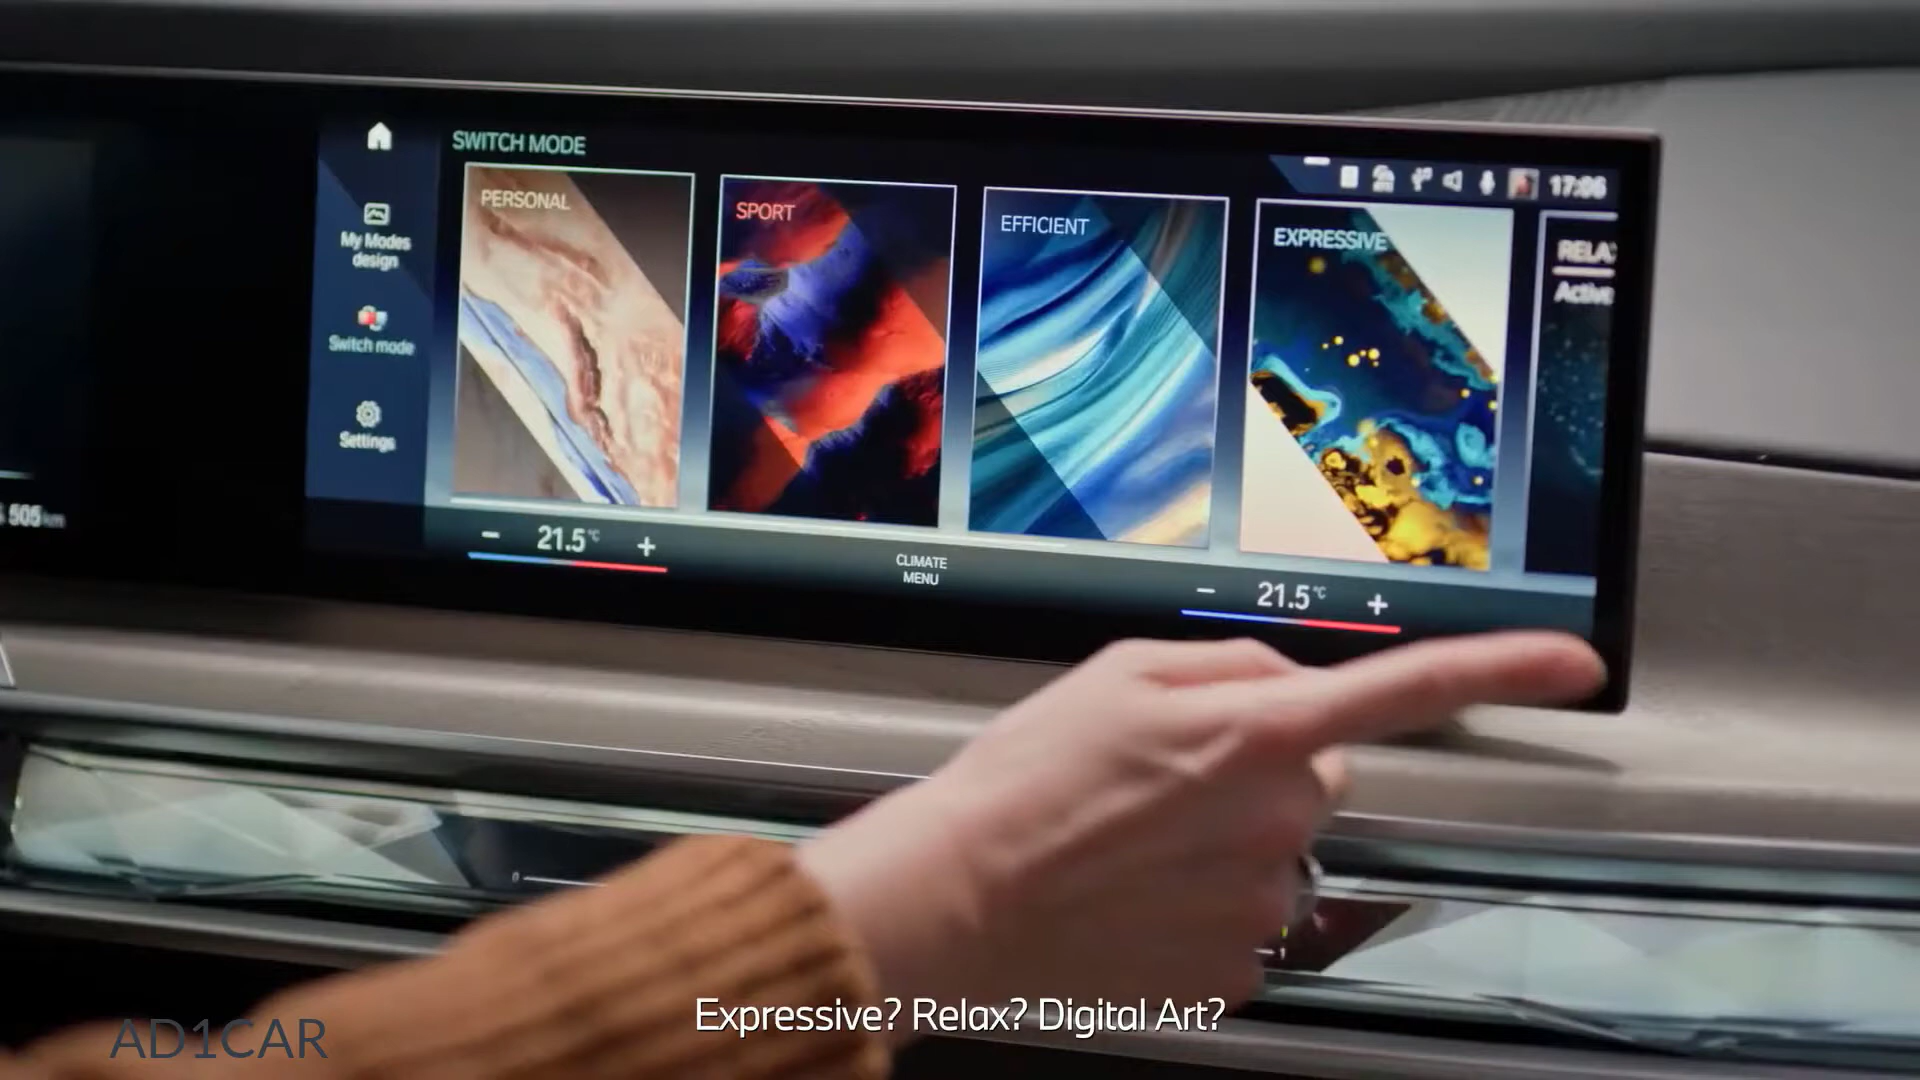 SWITCH MODE
17:06
My Modes
design
Switch mode
Settings
PERSONAL
SPORT
EFFICIENT
EXPRESSIVE
RELAX
Active
505 km
− 21.5°C +
CLIMATE
MENU
− 21.5°C +
Expressive? Relax? Digital Art?
AD1CAR